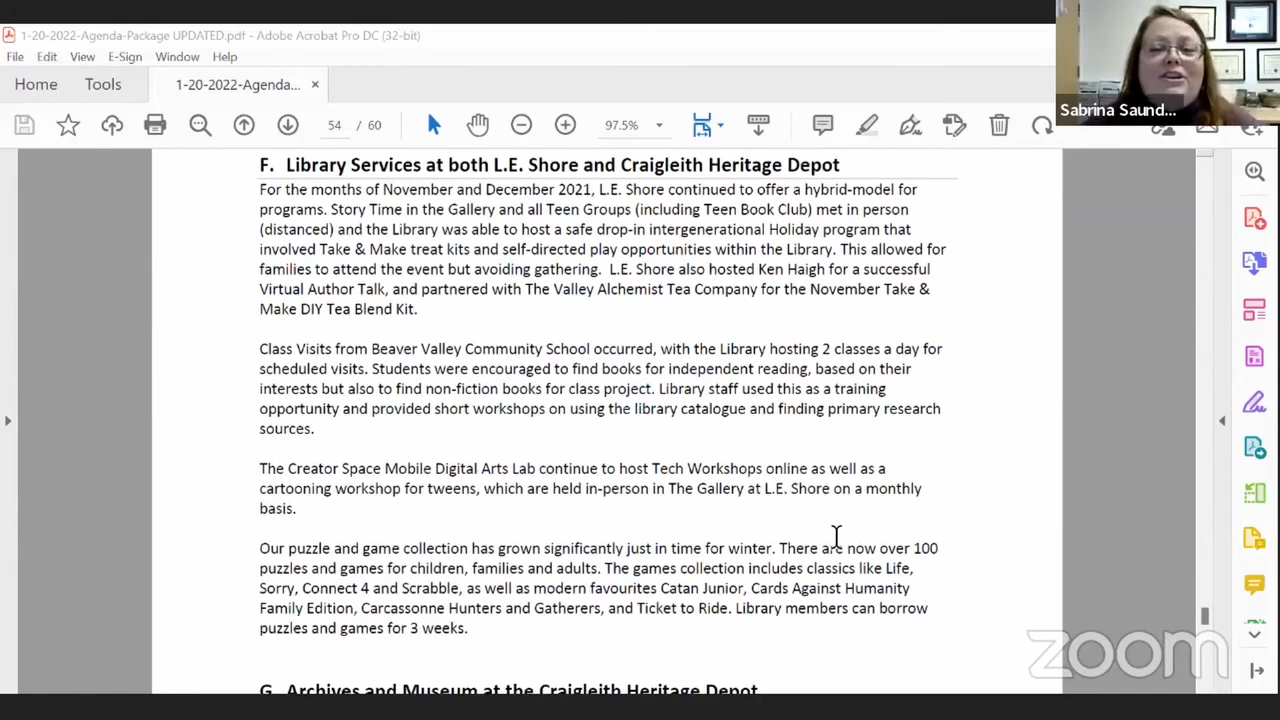 1-20-2022-Agenda-Package UPDATED.pdf - Adobe Acrobat Pro DC (32-bit)
File Edit View E-Sign Window Help
Home Tools 1-20-2022-Agenda... ×
54 / 60 97.5%
Sabrina Saund...
F. Library Services at both L.E. Shore and Craigleith Heritage Depot
For the months of November and December 2021, L.E. Shore continued to offer a hybrid-model for
programs. Story Time in the Gallery and all Teen Groups (including Teen Book Club) met in person
(distanced) and the Library was able to host a safe drop-in intergenerational Holiday program that
involved Take & Make treat kits and self-directed play opportunities within the Library. This allowed for
families to attend the event but avoiding gathering. L.E. Shore also hosted Ken Haigh for a successful
Virtual Author Talk, and partnered with The Valley Alchemist Tea Company for the November Take &
Make DIY Tea Blend Kit.
Class Visits from Beaver Valley Community School occurred, with the Library hosting 2 classes a day for
scheduled visits. Students were encouraged to find books for independent reading, based on their
interests but also to find non-fiction books for class project. Library staff used this as a training
opportunity and provided short workshops on using the library catalogue and finding primary research
sources.
The Creator Space Mobile Digital Arts Lab continue to host Tech Workshops online as well as a
cartooning workshop for tweens, which are held in-person in The Gallery at L.E. Shore on a monthly
basis.
Our puzzle and game collection has grown significantly just in time for winter. There are now over 100
puzzles and games for children, families and adults. The games collection includes classics like Life,
Sorry, Connect 4 and Scrabble, as well as modern favourites Catan Junior, Cards Against Humanity
Family Edition, Carcassonne Hunters and Gatherers, and Ticket to Ride. Library members can borrow
puzzles and games for 3 weeks.
G. Archives and Museum at the Craigleith Heritage Depot
zoom